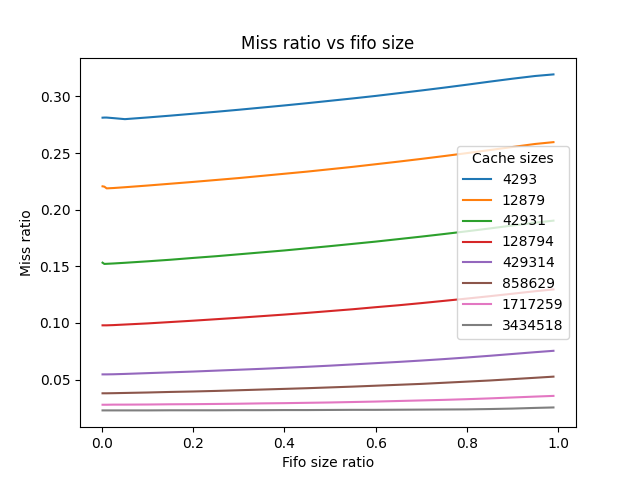 Miss ratio vs fifo size
0.30
0.25
0.20
0.15
0.10
0.05
Miss ratio
Cache sizes
4293
12879
42931
128794
429314
858629
1717259
3434518
0.0 0.2 0.4 0.6 0.8 1.0
Fifo size ratio